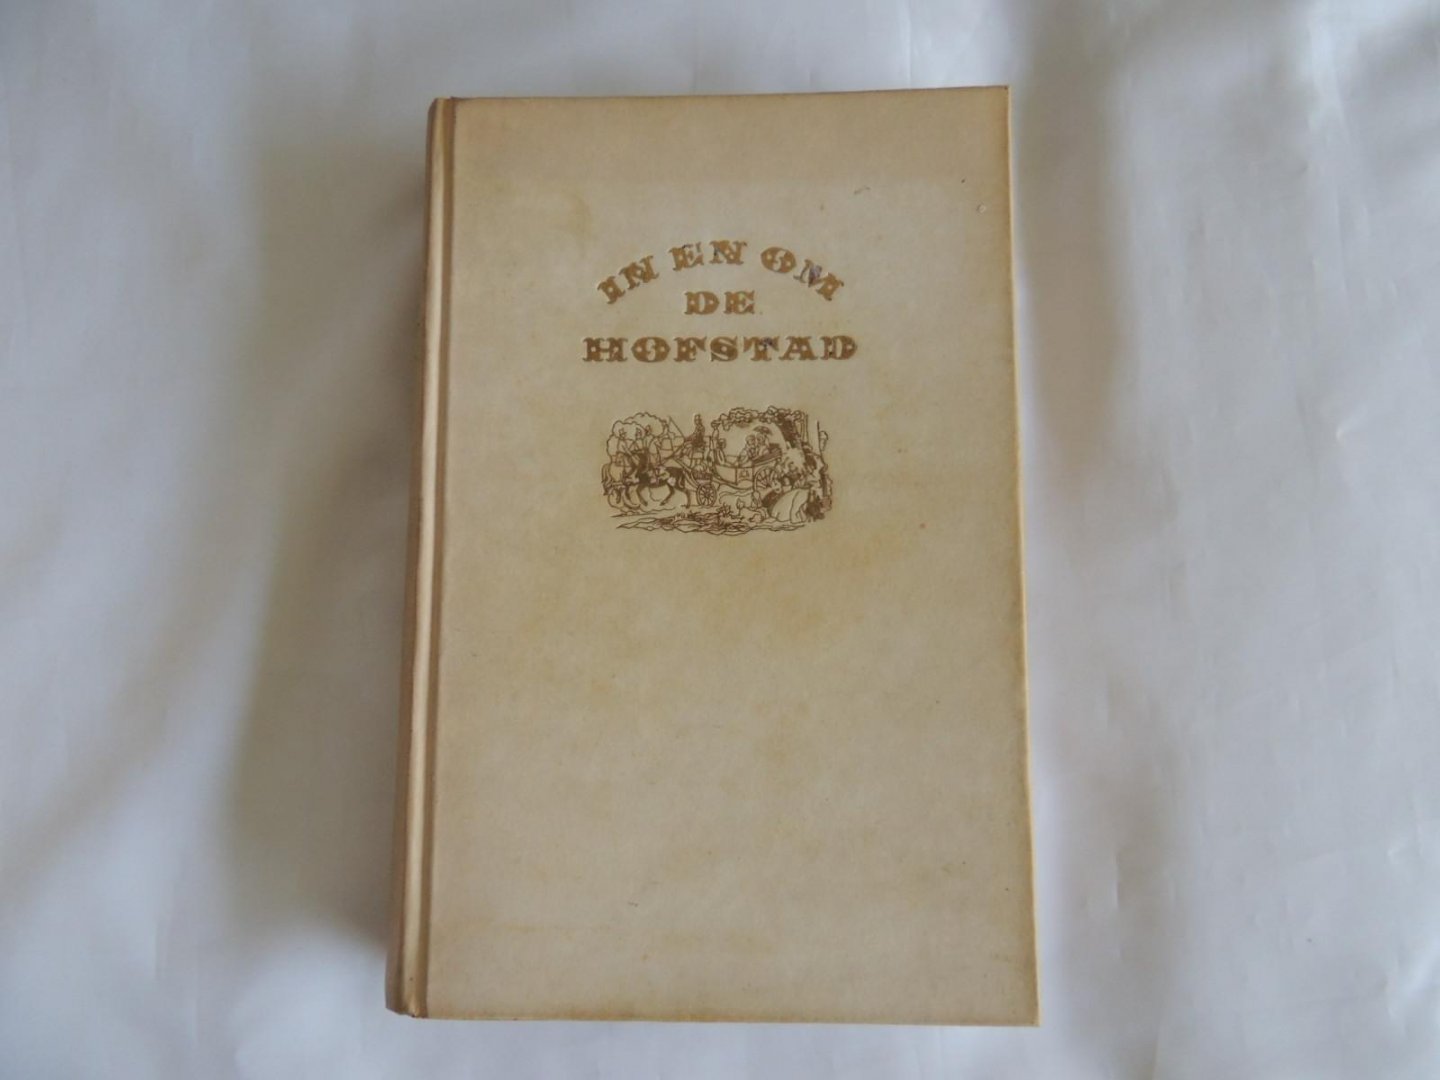 IN EN OM
DE
HOFSTAD